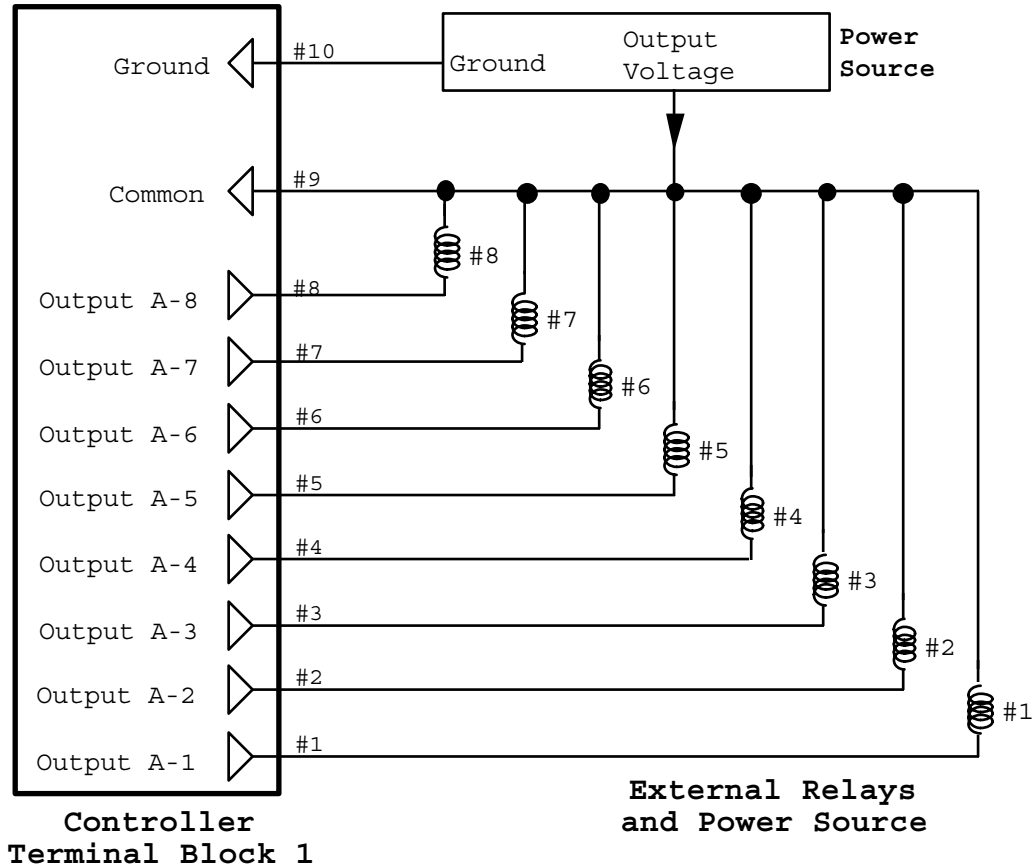 Ground
#10
Ground
Output
Voltage
Power
Source
Common
#9
Output A-8
#8
#8
Output A-7
#7
#7
Output A-6
#6
#6
Output A-5
#5
#5
Output A-4
#4
#4
Output A-3
#3
#3
Output A-2
#2
#2
Output A-1
#1
#1
Controller
Terminal Block 1
External Relays
and Power Source